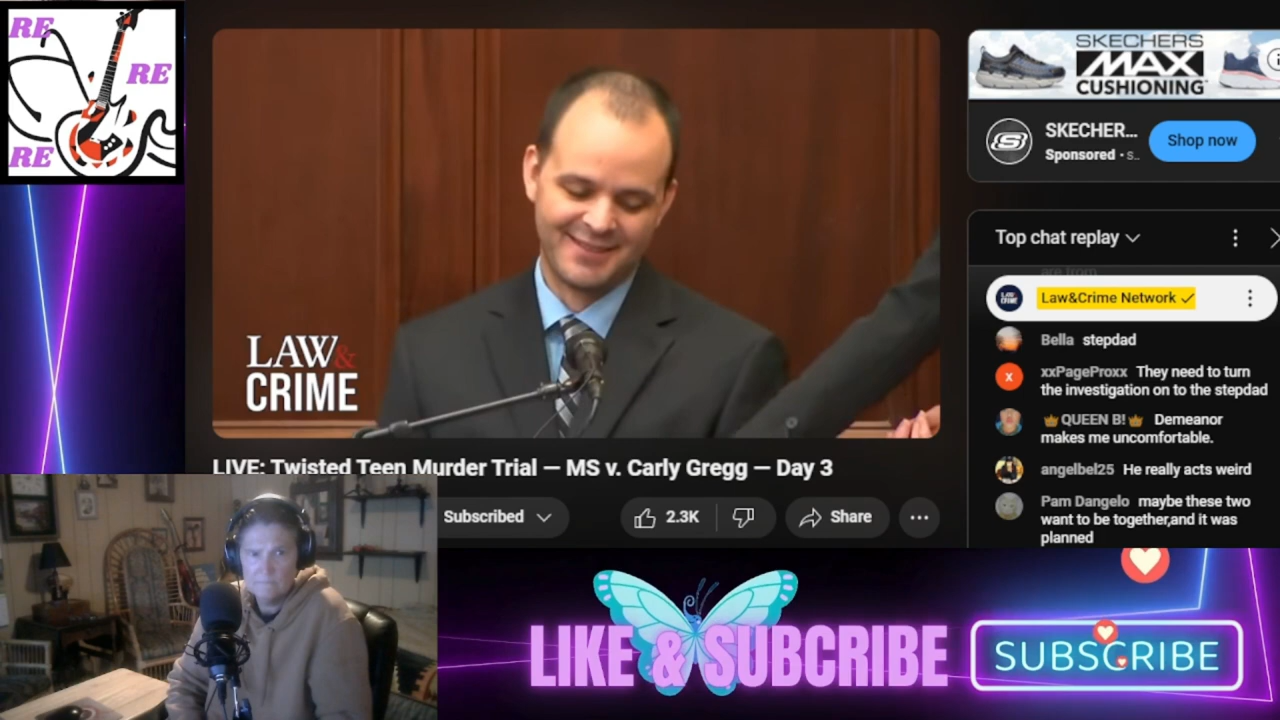 RE
RE
RE
LAW&
CRIME
SKECHERS
MAX
CUSHIONING
SKECHER...
Sponsored • s..
Shop now
Top chat replay
are from
Law&Crime Network
Bella stepdad
xxPageProxx They need to turn
the investigation on to the stepdad
QUEEN B! Demeanor
makes me uncomfortable.
angelbel25 He really acts weird
Pam Dangelo maybe these two
want to be together,and it was
planned
LIVE: Twisted Teen Murder Trial — MS v. Carly Gregg — Day 3
Subscribed
2.3K
Share
LIKE & SUBCRIBE
SUBSCRIBE